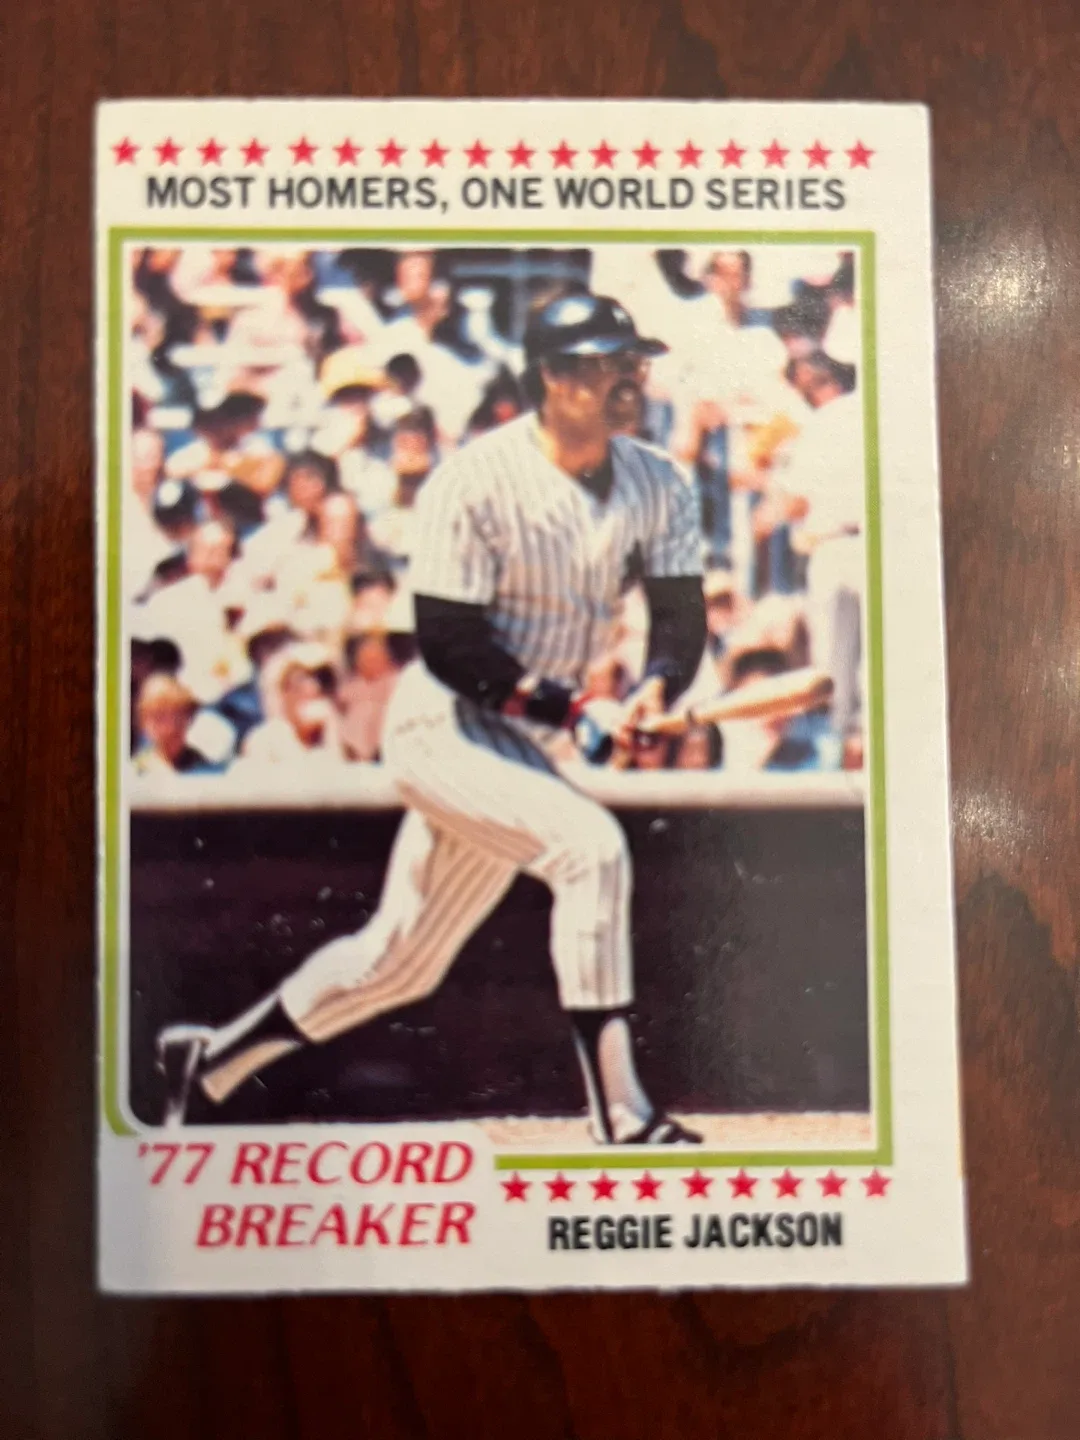 MOST HOMERS, ONE WORLD SERIES
'77 RECORD
BREAKER
REGGIE JACKSON